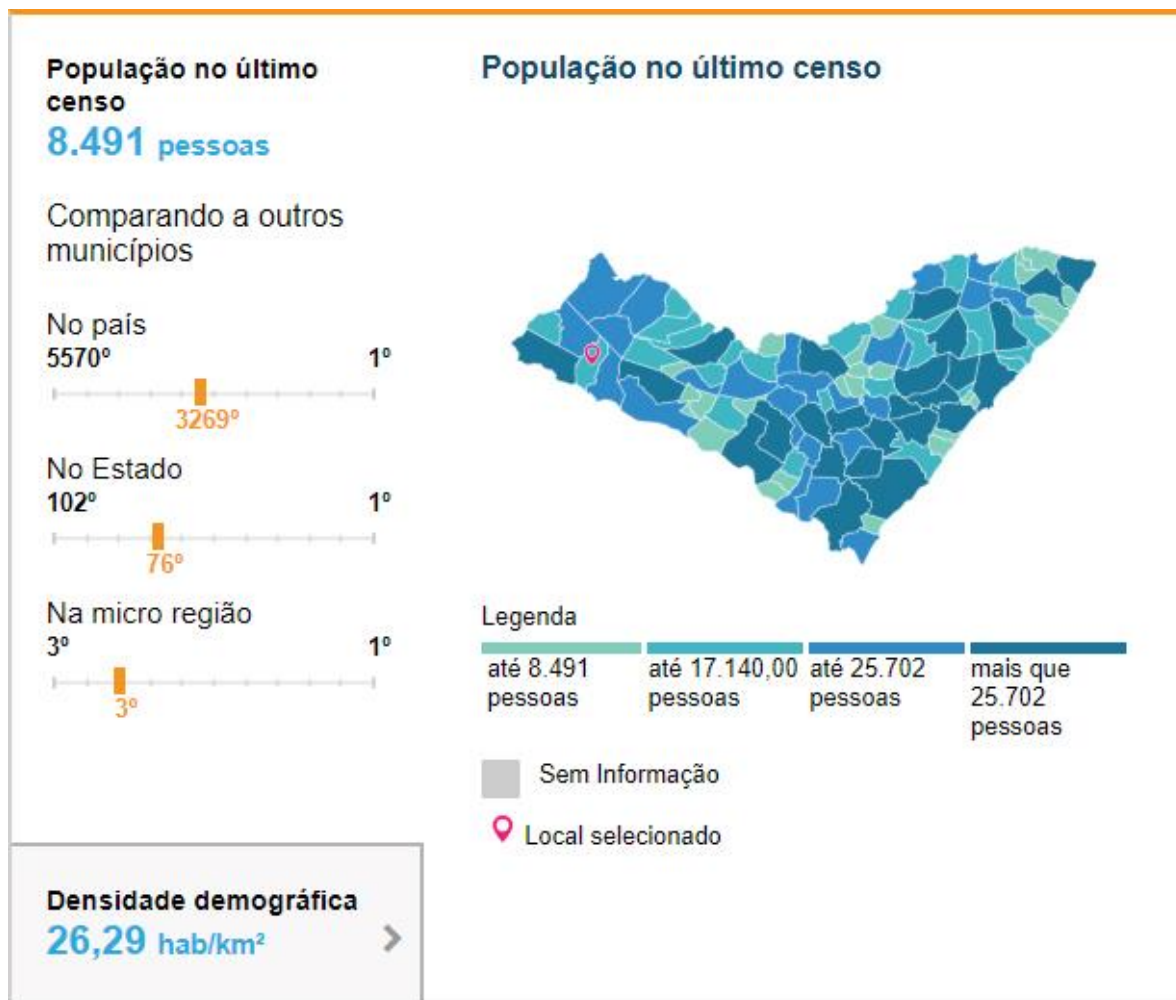 População no último
censo
8.491 pessoas
Comparando a outros
municípios
No país
5570º 1º
3269º
No Estado
102º 1º
76º
Na micro região
3º 1º
3º
Densidade demográfica
26,29 hab/km²
População no último censo
Legenda
até 8.491
pessoas
até 17.140,00
pessoas
até 25.702
pessoas
mais que
25.702
pessoas
Sem Informação
Local selecionado